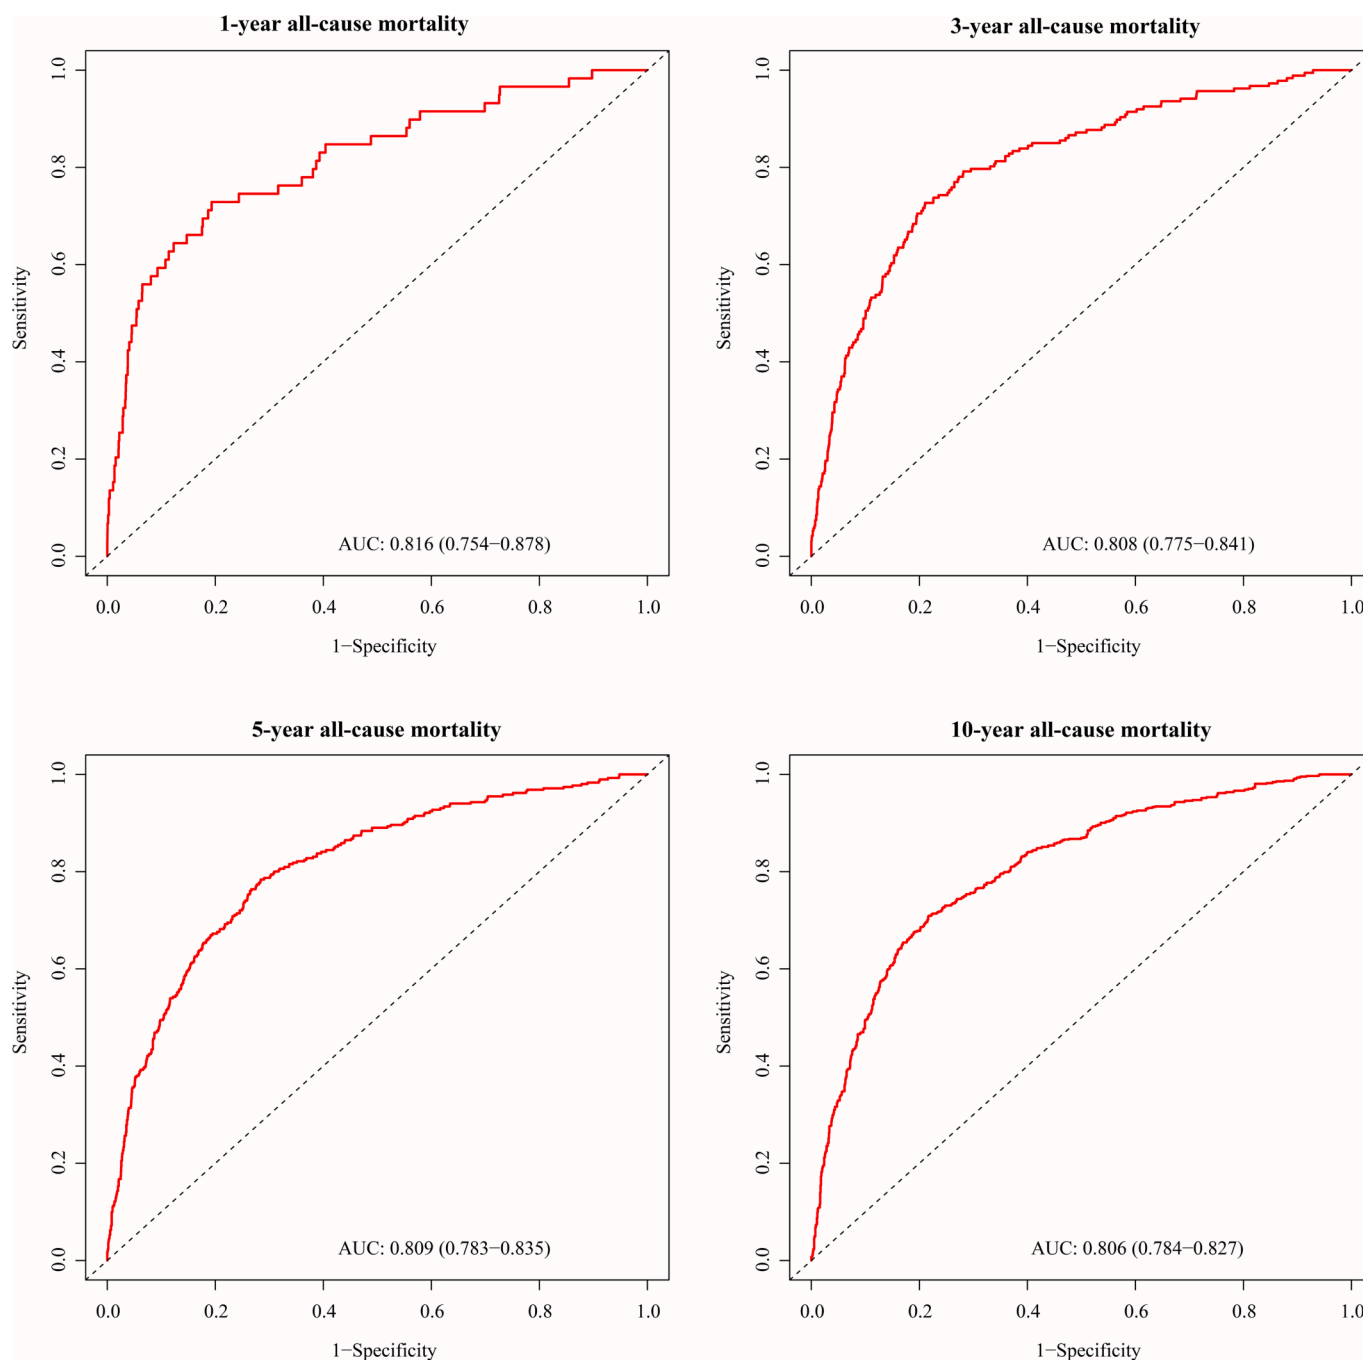 1-year all-cause mortality
1.0
0.8
0.6
0.4
0.2
0.0
Sensitivity
AUC: 0.816 (0.754−0.878)
0.0 0.2 0.4 0.6 0.8 1.0
1−Specificity
3-year all-cause mortality
1.0
0.8
0.6
0.4
0.2
0.0
Sensitivity
AUC: 0.808 (0.775−0.841)
0.0 0.2 0.4 0.6 0.8 1.0
1−Specificity
5-year all-cause mortality
1.0
0.8
0.6
0.4
0.2
0.0
Sensitivity
AUC: 0.809 (0.783−0.835)
0.0 0.2 0.4 0.6 0.8 1.0
1−Specificity
10-year all-cause mortality
1.0
0.8
0.6
0.4
0.2
0.0
Sensitivity
AUC: 0.806 (0.784−0.827)
0.0 0.2 0.4 0.6 0.8 1.0
1−Specificity